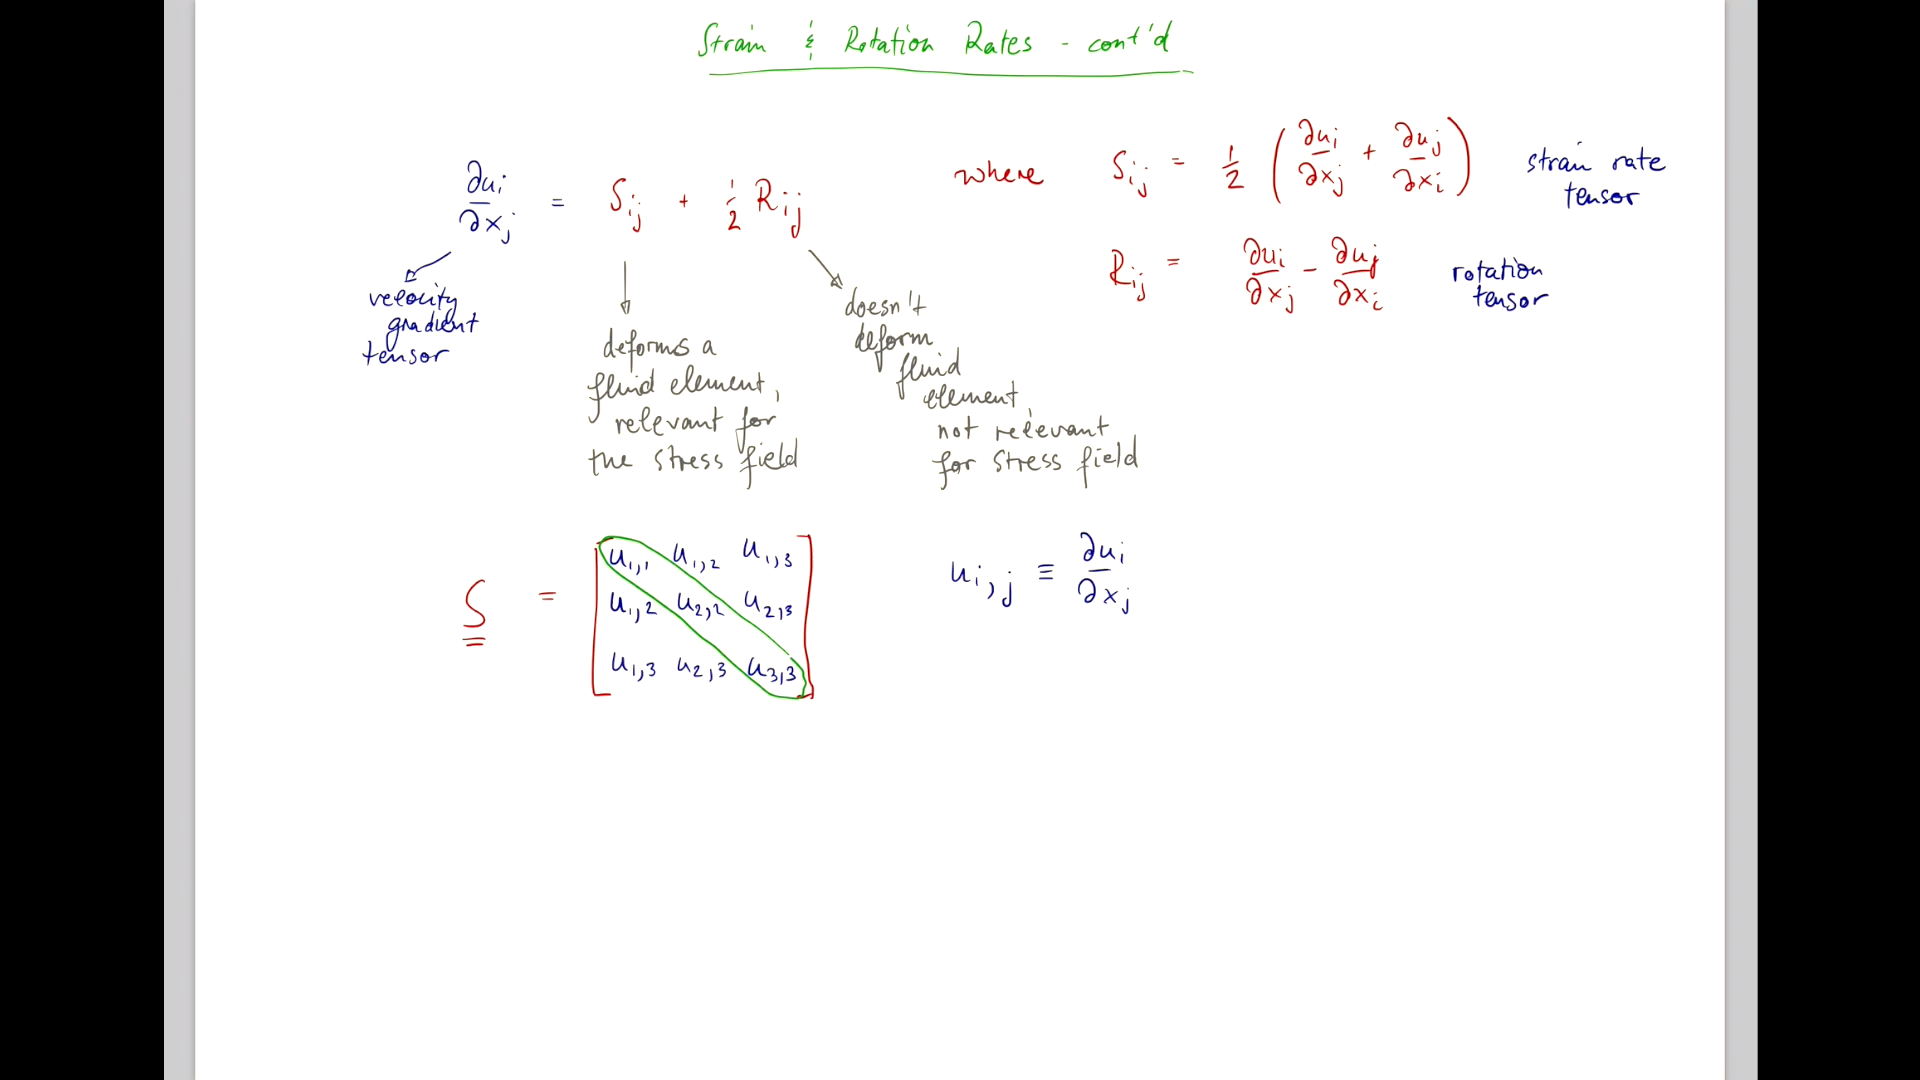 Strain & Rotation Rates - cont'd
∂ui/∂xj = Sij + 1/2 Rij
where Sij = 1/2 (∂ui/∂xj + ∂uj/∂xi) strain rate
tensor
Rij = ∂ui/∂xj - ∂uj/∂xi rotation
tensor
velocity
gradient
tensor
deforms a
fluid element,
relevant for
the stress field
doesn't
deform
fluid
element,
not relevant
for stress field
S = [u1,1 u1,2 u1,3
u1,2 u2,2 u2,3
u1,3 u2,3 u3,3]
ui,j ≡ ∂ui/∂xj